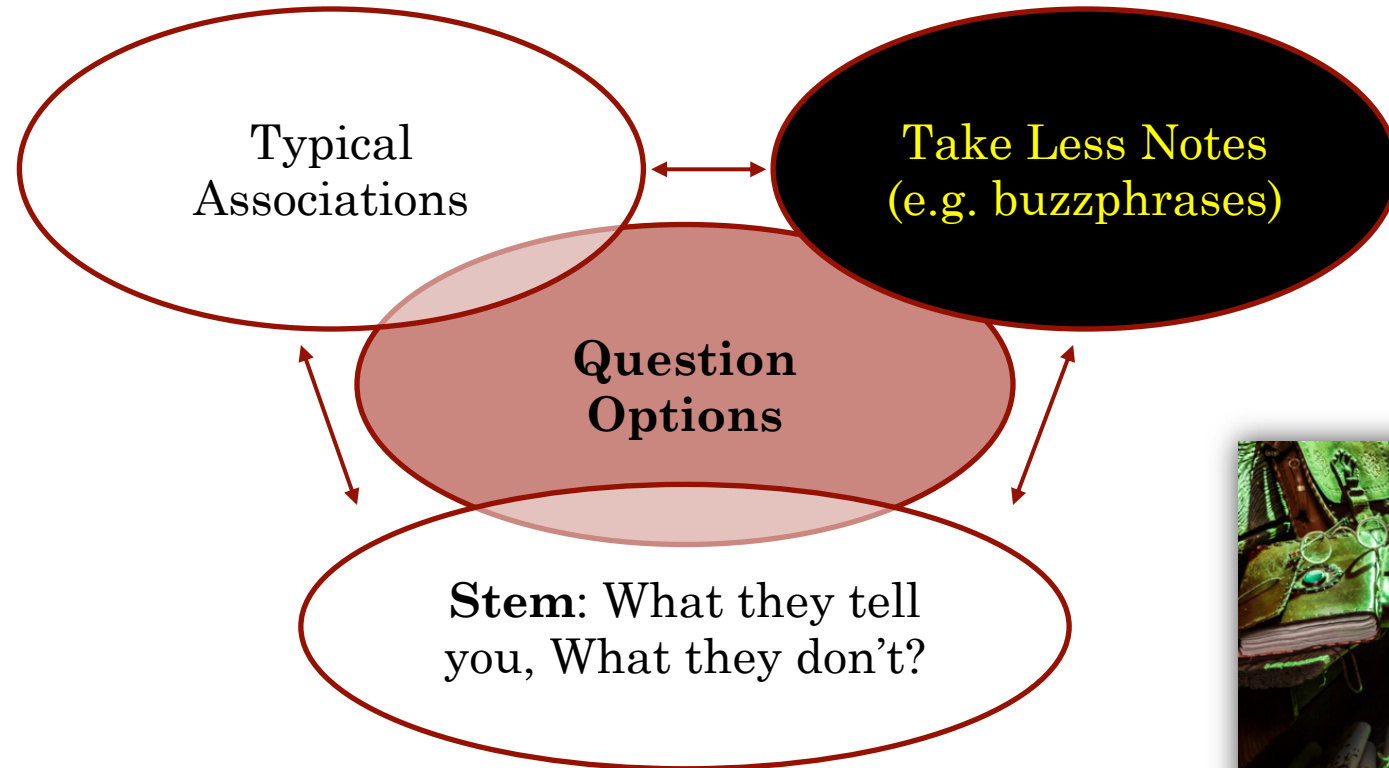 Typical
Associations
Take Less Notes
(e.g. buzzphrases)
Question
Options
Stem: What they tell
you, What they don’t?